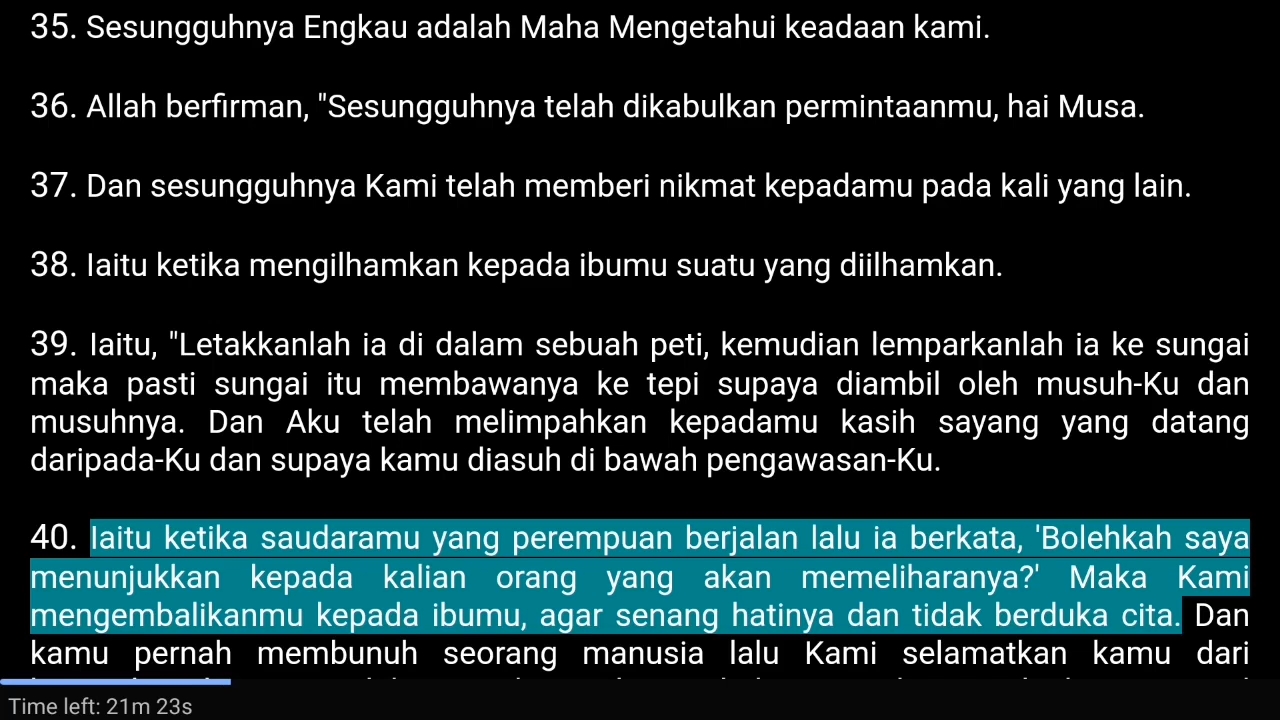 35. Sesungguhnya Engkau adalah Maha Mengetahui keadaan kami.
36. Allah berfirman, "Sesungguhnya telah dikabulkan permintaanmu, hai Musa.
37. Dan sesungguhnya Kami telah memberi nikmat kepadamu pada kali yang lain.
38. Iaitu ketika mengilhamkan kepada ibumu suatu yang diilhamkan.
39. Iaitu, "Letakkanlah ia di dalam sebuah peti, kemudian lemparkanlah ia ke sungai
maka pasti sungai itu membawanya ke tepi supaya diambil oleh musuh-Ku dan
musuhnya. Dan Aku telah melimpahkan kepadamu kasih sayang yang datang
daripada-Ku dan supaya kamu diasuh di bawah pengawasan-Ku.
40. Iaitu ketika saudaramu yang perempuan berjalan lalu ia berkata, 'Bolehkah saya
menunjukkan kepada kalian orang yang akan memeliharanya?' Maka Kami
mengembalikanmu kepada ibumu, agar senang hatinya dan tidak berduka cita. Dan
kamu pernah membunuh seorang manusia lalu Kami selamatkan kamu dari
Time left: 21m 23s